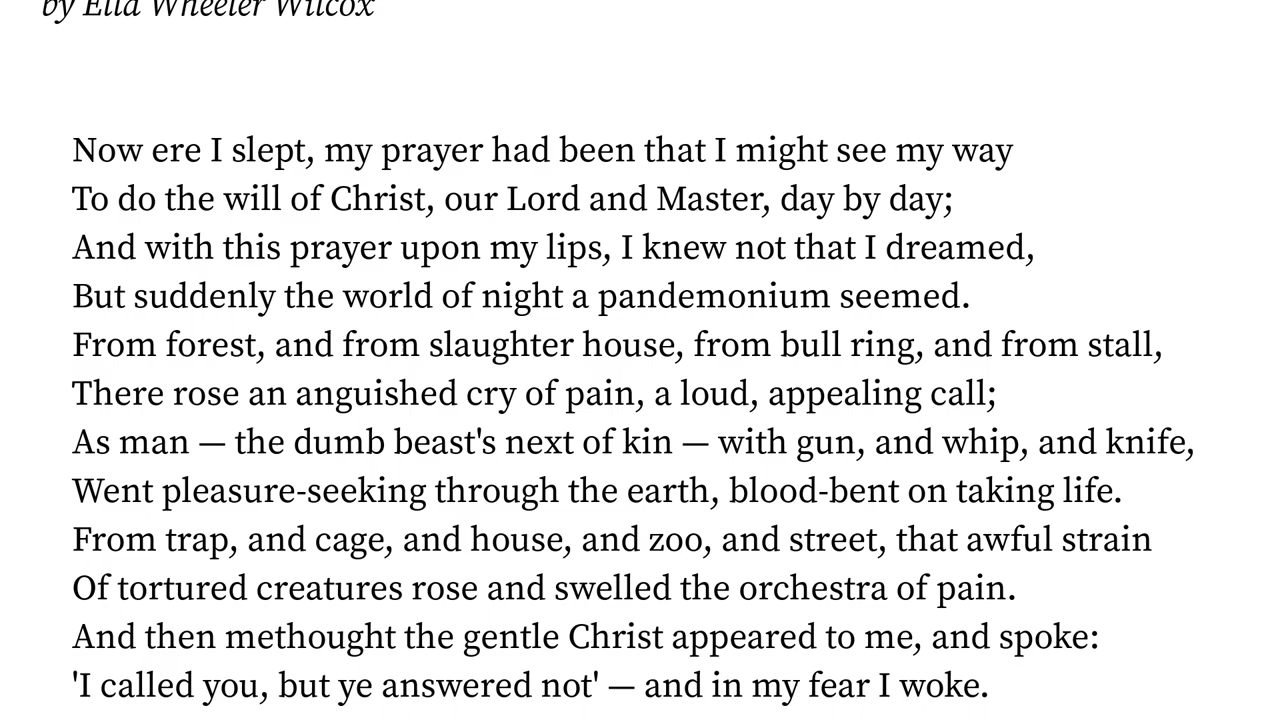 by Ella Wheeler Wilcox
Now ere I slept, my prayer had been that I might see my way
To do the will of Christ, our Lord and Master, day by day;
And with this prayer upon my lips, I knew not that I dreamed,
But suddenly the world of night a pandemonium seemed.
From forest, and from slaughter house, from bull ring, and from stall,
There rose an anguished cry of pain, a loud, appealing call;
As man — the dumb beast's next of kin — with gun, and whip, and knife,
Went pleasure-seeking through the earth, blood-bent on taking life.
From trap, and cage, and house, and zoo, and street, that awful strain
Of tortured creatures rose and swelled the orchestra of pain.
And then methought the gentle Christ appeared to me, and spoke:
'I called you, but ye answered not' — and in my fear I woke.